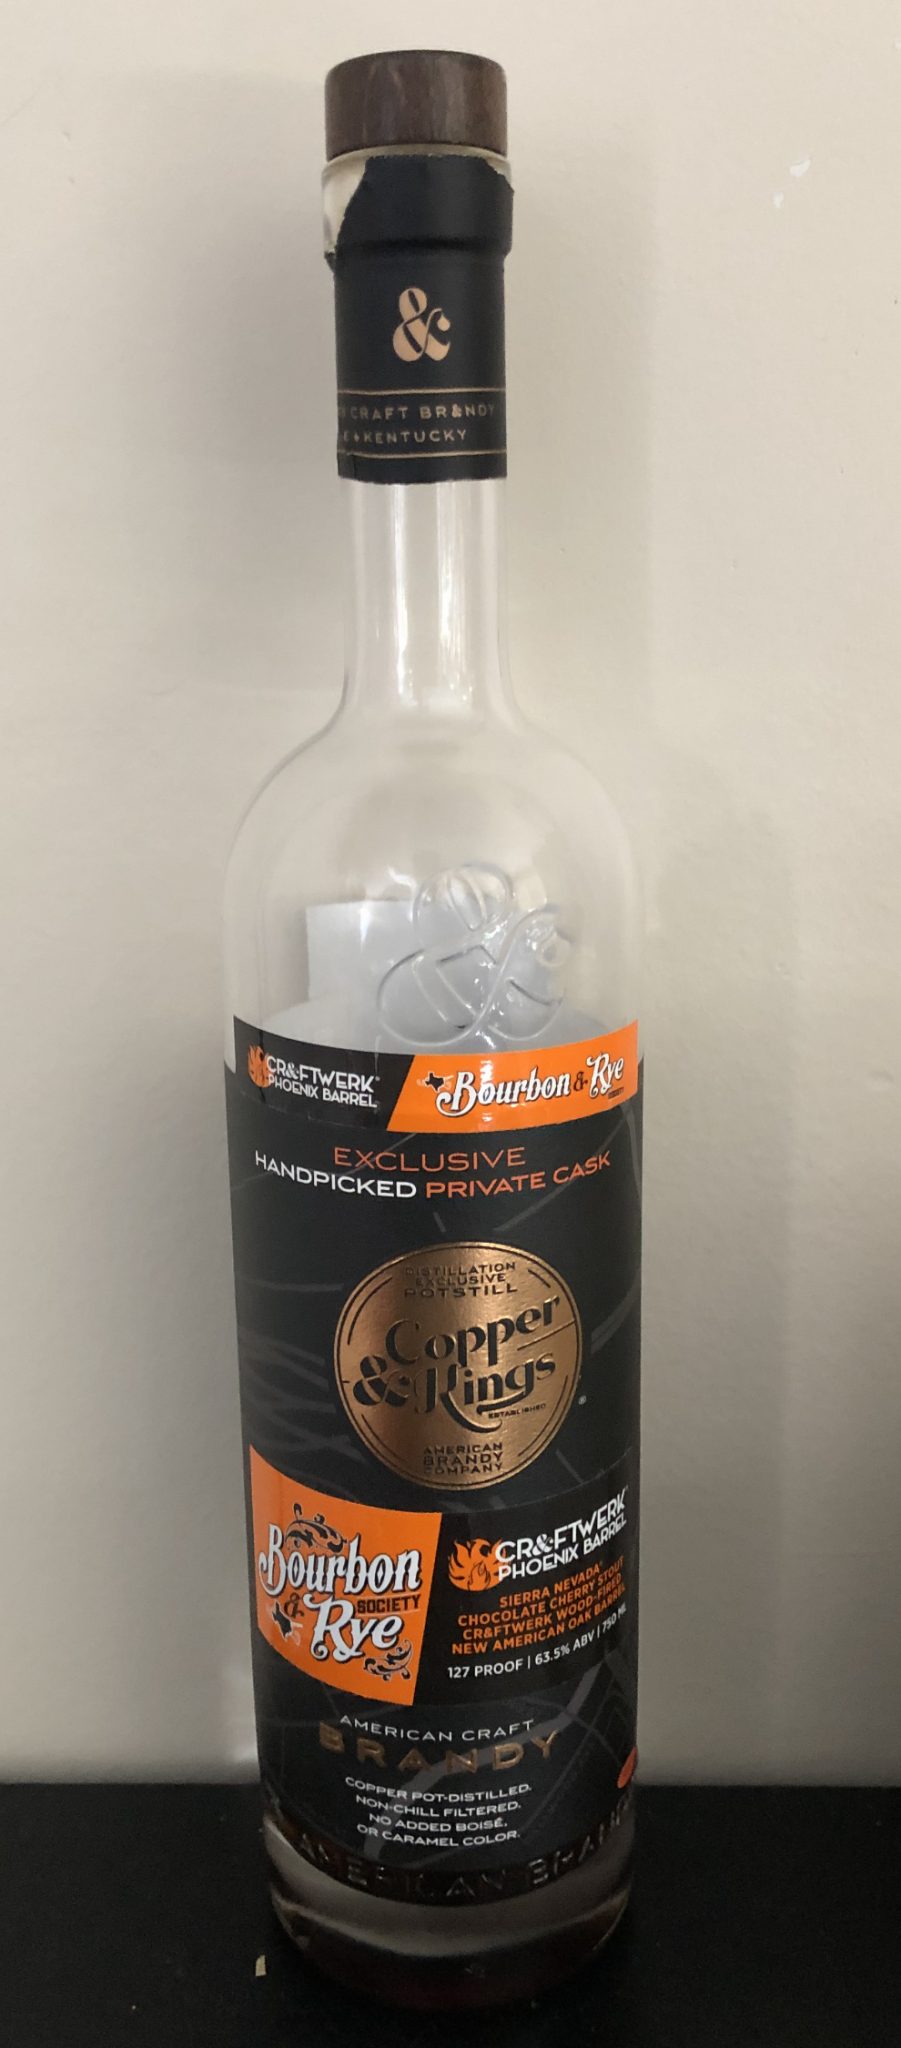 &
CRAFT BR&NDY
KENTUCKY
&
CR&FTWERK®
PHOENIX BARREL
Bourbon & Rye
SOCIETY
EXCLUSIVE
HANDPICKED PRIVATE CASK
DISTILLATION
EXCLUSIVE
POTSTILL
Copper
& Kings
ESTABLISHED
®
AMERICAN
BRANDY
COMPANY
Bourbon
& SOCIETY
Rye
CR&FTWERK
PHOENIX BARREL
SIERRA NEVADA
CHOCOLATE CHERRY STOUT
CR&FTWERK WOOD-FIRED
NEW AMERICAN OAK BARREL
127 PROOF | 63.5% ABV | 750 ML
AMERICAN CRAFT
BRANDY
COPPER POT-DISTILLED.
NON-CHILL FILTERED.
NO ADDED BOISÉ,
OR CARAMEL COLOR.
AMERICAN